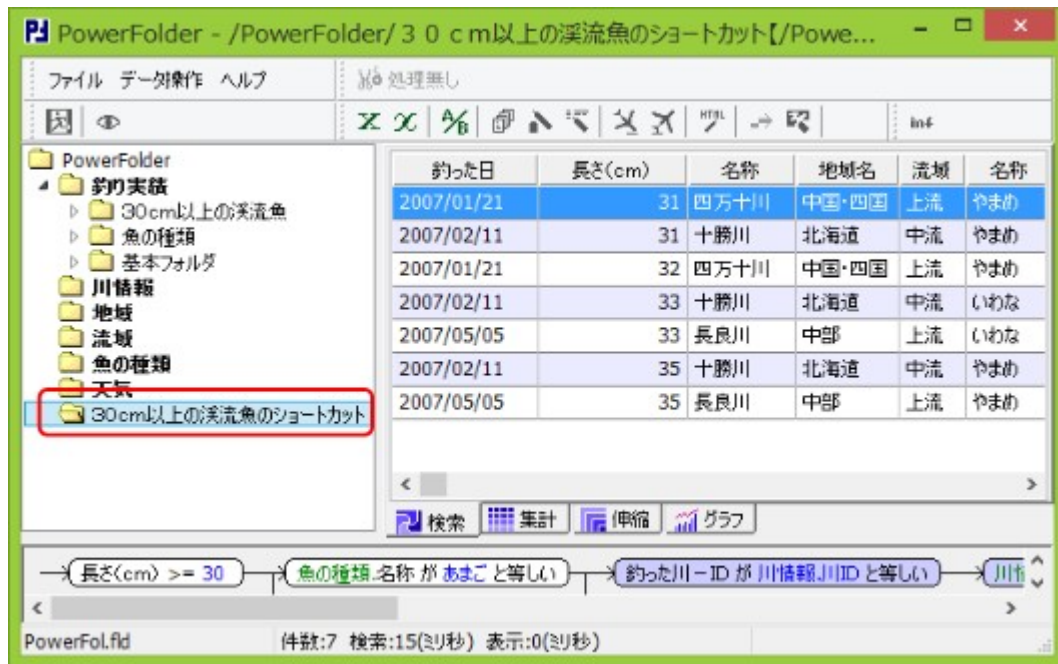 PowerFolder - /PowerFolder/３０ｃｍ以上の渓流魚のショートカット【/Powe...
ファイル データ操作 ヘルプ 処理無し
A/B HTML inf
PowerFolder
釣り実績
30cm以上の渓流魚
魚の種類
基本フォルダ
川情報
地域
流域
魚の種類
天気
30cm以上の渓流魚のショートカット
釣った日 長さ(cm) 名称 地域名 流域 名称
2007/01/21 31 四万十川 中国・四国 上流 やまめ
2007/02/11 31 十勝川 北海道 中流 やまめ
2007/01/21 32 四万十川 中国・四国 上流 やまめ
2007/02/11 33 十勝川 北海道 中流 いわな
2007/05/05 33 長良川 中部 上流 いわな
2007/02/11 35 十勝川 北海道 中流 やまめ
2007/05/05 35 長良川 中部 上流 やまめ
検索 集計 伸縮 グラフ
長さ(cm) >= 30 魚の種類.名称 が あまご と等しい 釣った川－ID が 川情報.川ID と等しい 川情
PowerFol.fld 件数:7 検索:15(ミリ秒) 表示:0(ミリ秒)